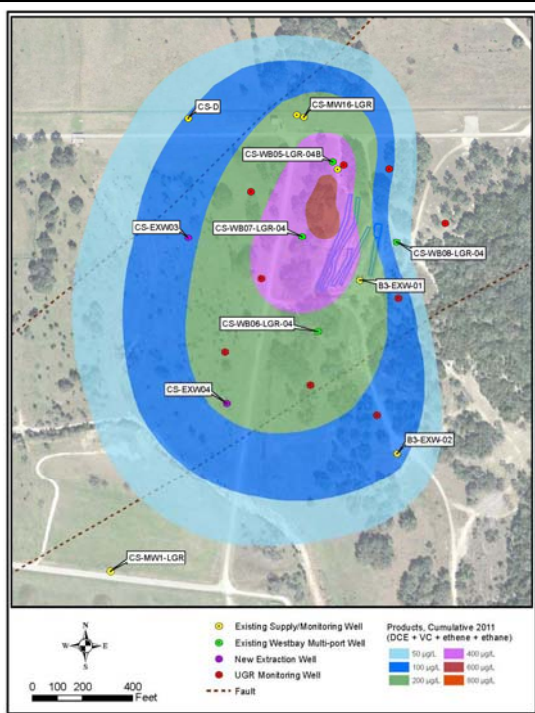 CS-D
CS-MW16-LGR
CS-WB05-LGR-04B
CS-EXW03
CS-WB07-LGR-04
CS-WB08-LGR-04
B3-EXW-01
CS-WB06-LGR-04
CS-EXW04
B3-EXW-02
CS-MW1-LGR
N
W E
S
0 100 200 400
Feet
Existing Supply/Monitoring Well
Existing Westbay Multi-port Well
New Extraction Well
UGR Monitoring Well
Fault
Products, Cumulative 2011
(DCE + VC + ethene + ethane)
50 µg/L 400 µg/L
100 µg/L 600 µg/L
200 µg/L 800 µg/L